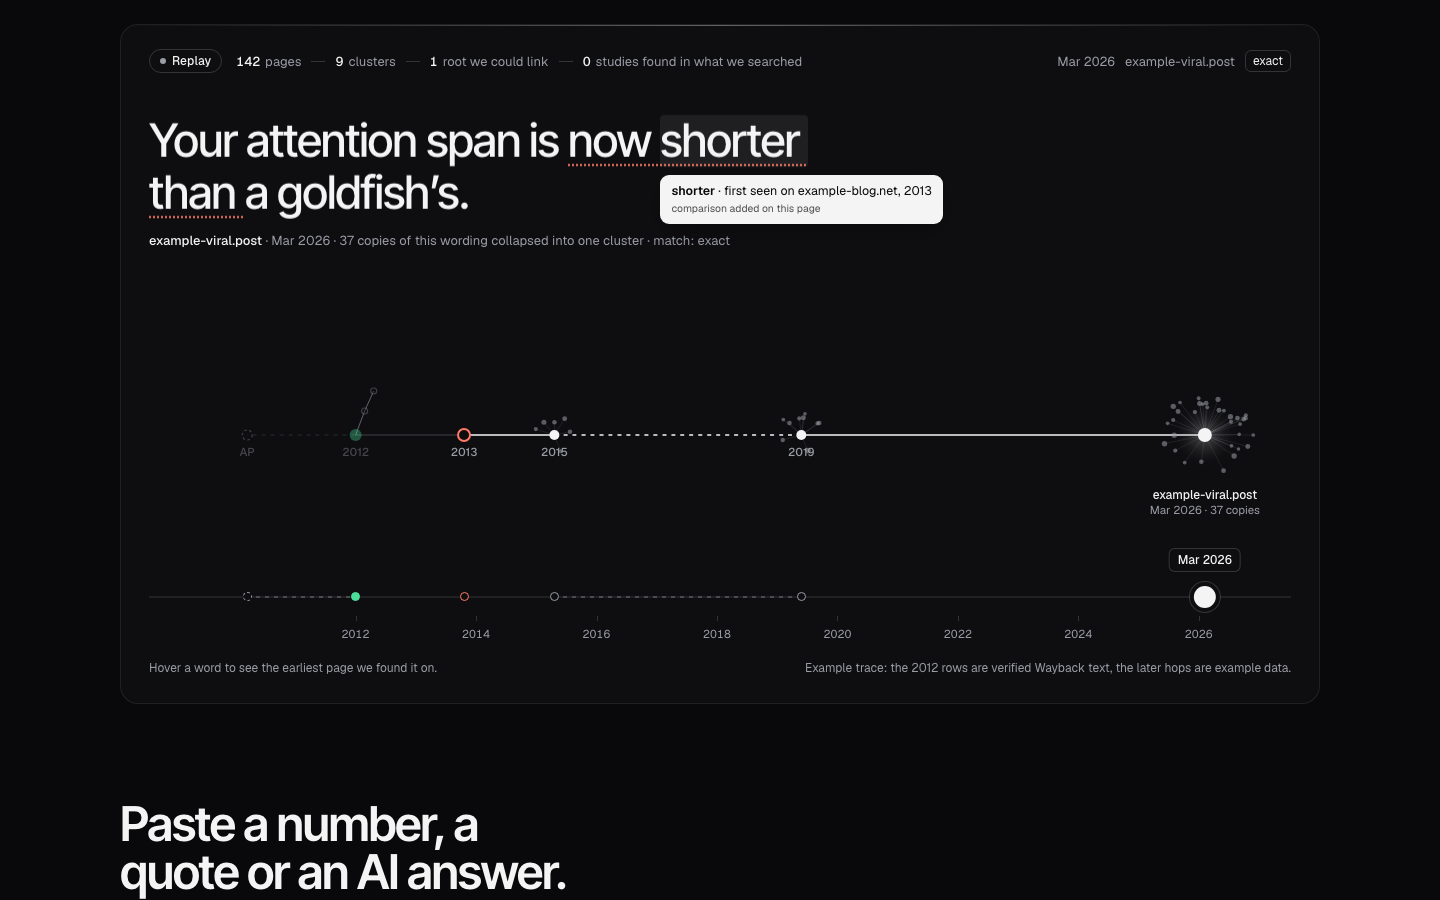 Replay 142 pages — 9 clusters — 1 root we could link — 0 studies found in what we searched
Mar 2026 example-viral.post exact
Your attention span is now shorter
than a goldfish’s.
shorter · first seen on example-blog.net, 2013
comparison added on this page
example-viral.post · Mar 2026 · 37 copies of this wording collapsed into one cluster · match: exact
AP 2012 2013 2015 2019
example-viral.post
Mar 2026 · 37 copies
Mar 2026
2012 2014 2016 2018 2020 2022 2024 2026
Hover a word to see the earliest page we found it on.
Example trace: the 2012 rows are verified Wayback text, the later hops are example data.
Paste a number, a
quote or an AI answer.